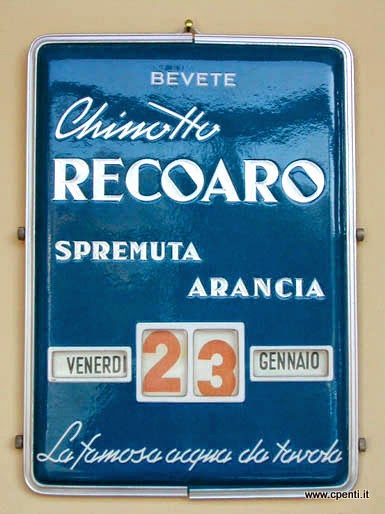 BEVETE
Chinotto
RECOARO
SPREMUTA
ARANCIA
VENERDI 23 GENNAIO
La famosa acqua da tavola
www.cpenti.it